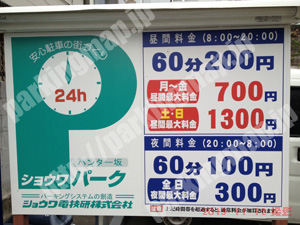 安心駐車の街づくり
24h
ハンター坂
ショウワパーク
パーキングシステムの創造
ショウワ電技研株式会社
昼間料金 (8:00~20:00)
60分200円
月~金
昼間最大料金
700円
土・日
昼間最大料金
1300円
夜間料金 (20:00~8:00)
60分100円
全日
夜間最大料金
300円